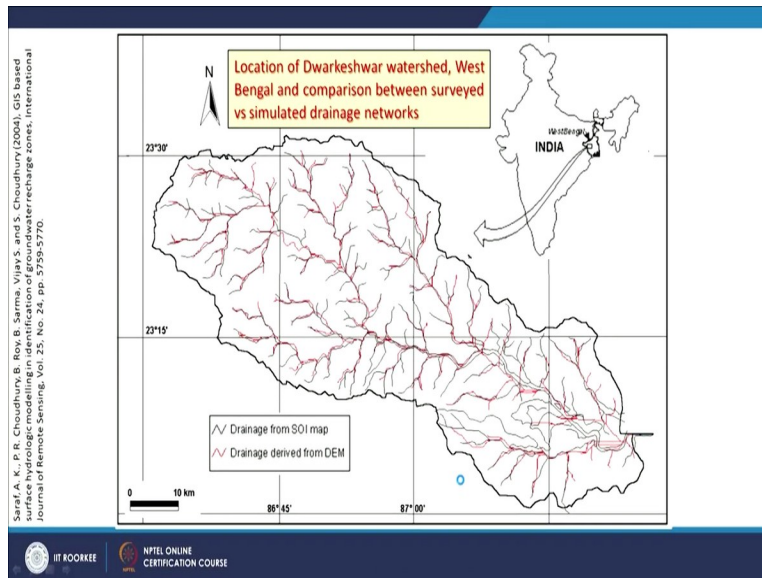 Saraf, A. K., P. R. Choudhury, B. Roy, B. Sarma, Vijay S. and S. Choudhury (2004), GIS based
surface hydrologic modelling in identification of groundwater recharge zones, International
Journal of Remote Sensing, Vol. 25, No. 24, pp. 5759-5770.
Location of Dwarkeshwar watershed, West
Bengal and comparison between surveyed
vs simulated drainage networks
N
West Bengal
INDIA
23°30'
23°15'
Drainage from SOI map
Drainage derived from DEM
0 10 km
86°45'
87°00'
IIT ROORKEE
NPTEL
NPTEL ONLINE
CERTIFICATION COURSE